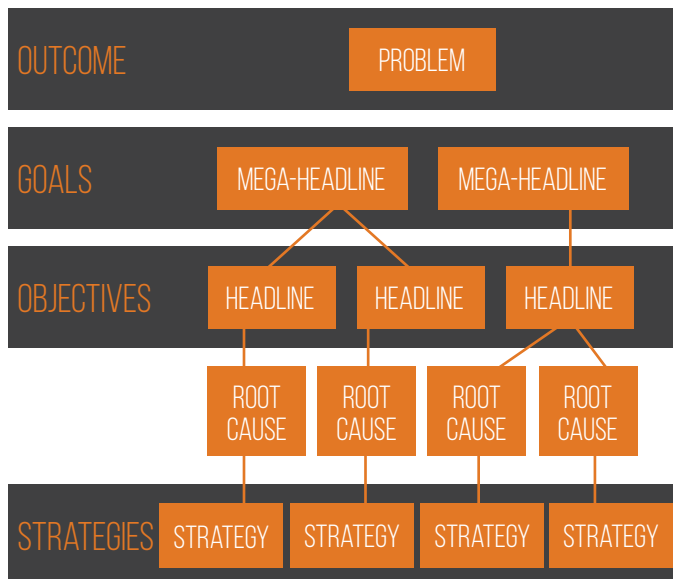 OUTCOME
PROBLEM
GOALS
MEGA-HEADLINE
MEGA-HEADLINE
OBJECTIVES
HEADLINE
HEADLINE
HEADLINE
ROOT
CAUSE
ROOT
CAUSE
ROOT
CAUSE
ROOT
CAUSE
STRATEGIES
STRATEGY
STRATEGY
STRATEGY
STRATEGY